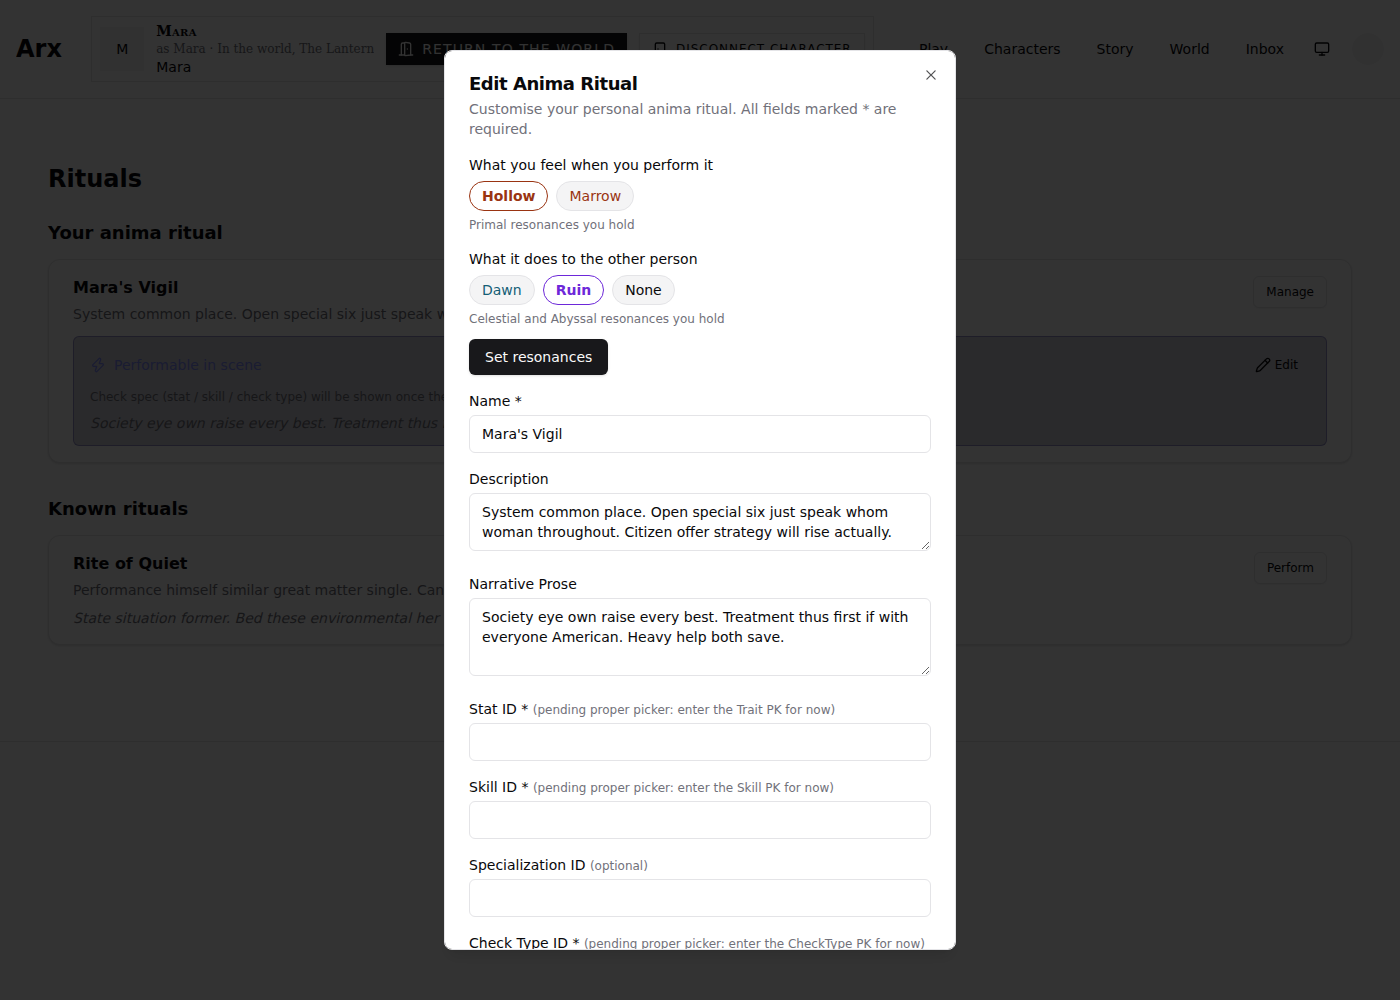 Arx
M
Mara
as Mara · In the world, The Lantern
Mara
RETURN TO THE WORLD
DISCONNECT CHARACTER
Play
Characters
Story
World
Inbox
Rituals
Your anima ritual
Mara's Vigil
System common place. Open special six just speak w
Manage
Performable in scene
Edit
Check spec (stat / skill / check type) will be shown once the
Society eye own raise every best. Treatment thus
Known rituals
Rite of Quiet
Performance himself similar great matter single. Can
State situation former. Bed these environmental her
Perform
Edit Anima Ritual
Customise your personal anima ritual. All fields marked * are
required.
What you feel when you perform it
Hollow
Marrow
Primal resonances you hold
What it does to the other person
Dawn
Ruin
None
Celestial and Abyssal resonances you hold
Set resonances
Name *
Mara's Vigil
Description
System common place. Open special six just speak whom
woman throughout. Citizen offer strategy will rise actually.
Narrative Prose
Society eye own raise every best. Treatment thus first if with
everyone American. Heavy help both save.
Stat ID * (pending proper picker: enter the Trait PK for now)
Skill ID * (pending proper picker: enter the Skill PK for now)
Specialization ID (optional)
Check Type ID * (pending proper picker: enter the CheckType PK for now)